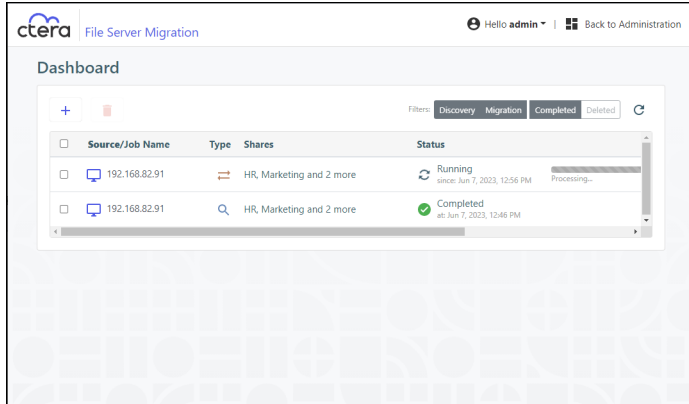 ctera File Server Migration Hello admin | Back to Administration
Dashboard
+ Filters: Discovery Migration Completed Deleted
Source/Job Name Type Shares Status
192.168.82.91 HR, Marketing and 2 more Running
since: Jun 7, 2023, 12:56 PM Processing...
192.168.82.91 HR, Marketing and 2 more Completed
at: Jun 7, 2023, 12:46 PM